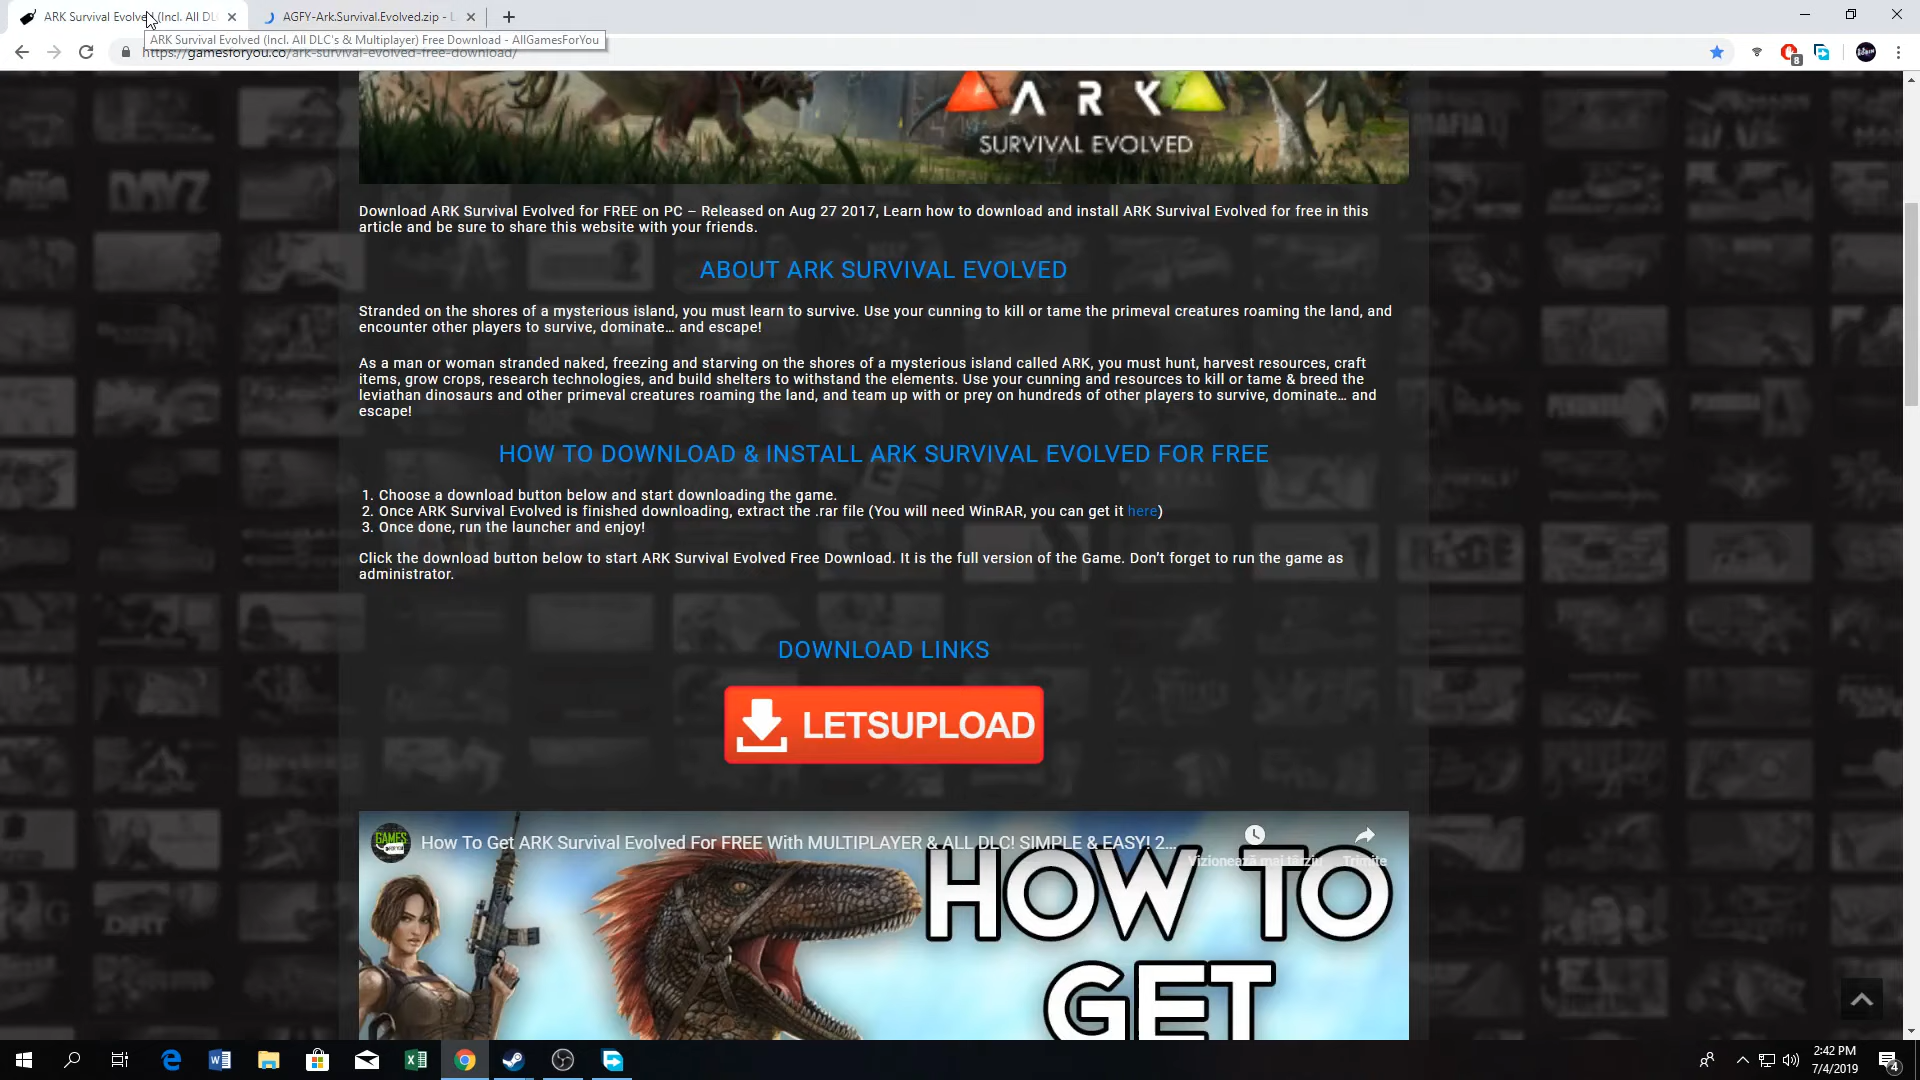 ARK Survival Evolved (Incl. All DLC
AGFY-Ark.Survival.Evolved.zip - L
ARK Survival Evolved (Incl. All DLC's & Multiplayer) Free Download - AllGamesForYou
https://gamesforyou.co/ark-survival-evolved-free-download/
8
ARK
SURVIVAL EVOLVED
DAYZ
Download ARK Survival Evolved for FREE on PC – Released on Aug 27 2017, Learn how to download and install ARK Survival Evolved for free in this
article and be sure to share this website with your friends.
ABOUT ARK SURVIVAL EVOLVED
Stranded on the shores of a mysterious island, you must learn to survive. Use your cunning to kill or tame the primeval creatures roaming the land, and
encounter other players to survive, dominate… and escape!
As a man or woman stranded naked, freezing and starving on the shores of a mysterious island called ARK, you must hunt, harvest resources, craft
items, grow crops, research technologies, and build shelters to withstand the elements. Use your cunning and resources to kill or tame & breed the
leviathan dinosaurs and other primeval creatures roaming the land, and team up with or prey on hundreds of other players to survive, dominate… and
escape!
HOW TO DOWNLOAD & INSTALL ARK SURVIVAL EVOLVED FOR FREE
1. Choose a download button below and start downloading the game.
2. Once ARK Survival Evolved is finished downloading, extract the .rar file (You will need WinRAR, you can get it here)
3. Once done, run the launcher and enjoy!
Click the download button below to start ARK Survival Evolved Free Download. It is the full version of the Game. Don’t forget to run the game as
administrator.
DOWNLOAD LINKS
LETSUPLOAD
How To Get ARK Survival Evolved For FREE With MULTIPLAYER & ALL DLC! SIMPLE & EASY! 2...
Vizionează mai târziu
Trimite
HOW TO
GET
2:42 PM
7/4/2019
4